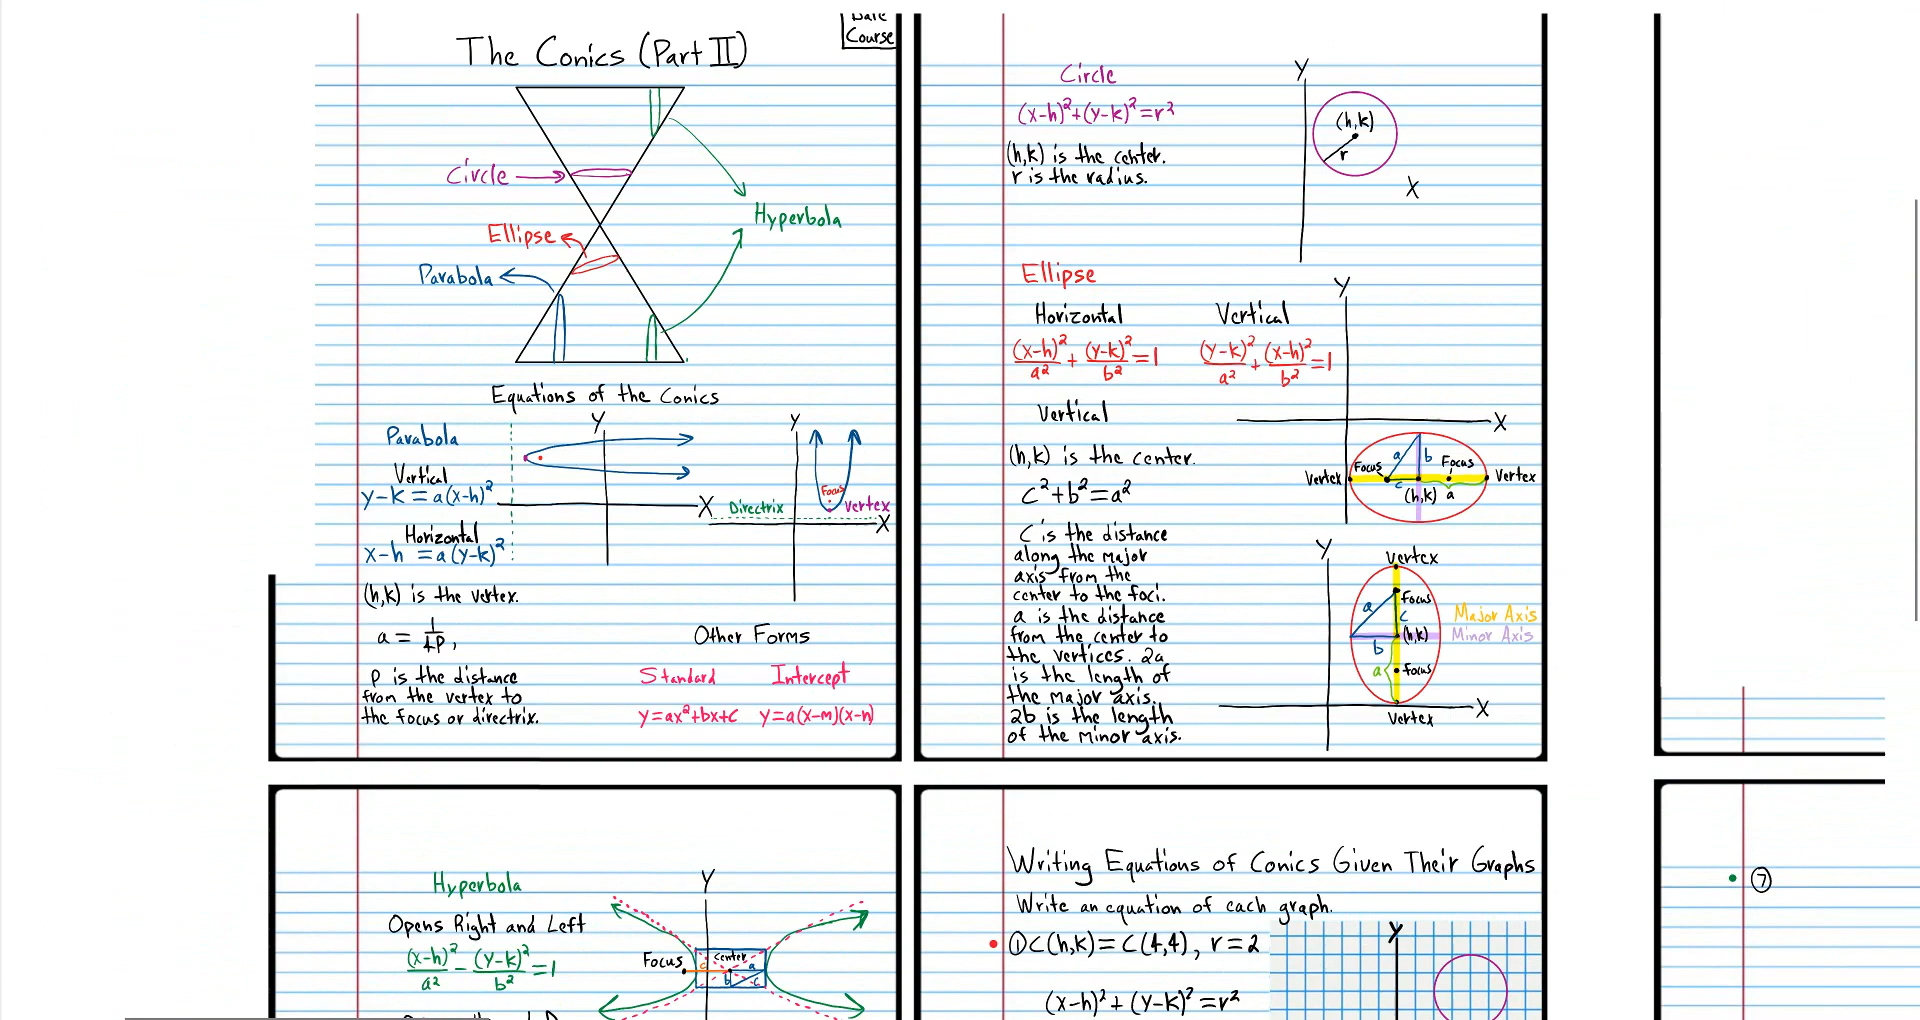 Date
Course
The Conics (Part II)
Circle
Ellipse
Hyperbola
Parabola
Equations of the Conics
Parabola
Vertical
y-k = a(x-h)²
Horizontal
x-h = a(y-k)²
Y
X
Y
Focus
Directrix
Vertex
X
(h,k) is the vertex.
a = 1/4p,
p is the distance
from the vertex to
the focus or directrix.
Other Forms
Standard Intercept
y=ax²+bx+c y=a(x-m)(x-n)
Circle
(x-h)²+(y-k)²=r²
(h,k) is the center.
r is the radius.
Y
(h,k)
r
X
Ellipse
Horizontal Vertical
(x-h)²/a² + (y-k)²/b² = 1 (y-k)²/a² + (x-h)²/b² = 1
Vertical
(h,k) is the center.
c²+b²=a²
c is the distance
along the major
axis from the
center to the foci.
a is the distance
from the center to
the vertices. 2a
is the length of
the major axis.
2b is the length
of the minor axis.
Y
X
a b
Vertex Focus Focus Vertex
c
(h,k) a
Y
Vertex
Focus
a c
Major Axis
(h,k) Minor Axis
b
a Focus
X
Vertex
Hyperbola
Opens Right and Left
(x-h)²/a² - (y-k)²/b² = 1
Y
Center
Focus c a
b c
Writing Equations of Conics Given Their Graphs
Write an equation of each graph.
① C(h,k)=C(4,4), r=2
(x-h)²+(y-k)²=r²
Y
⑦